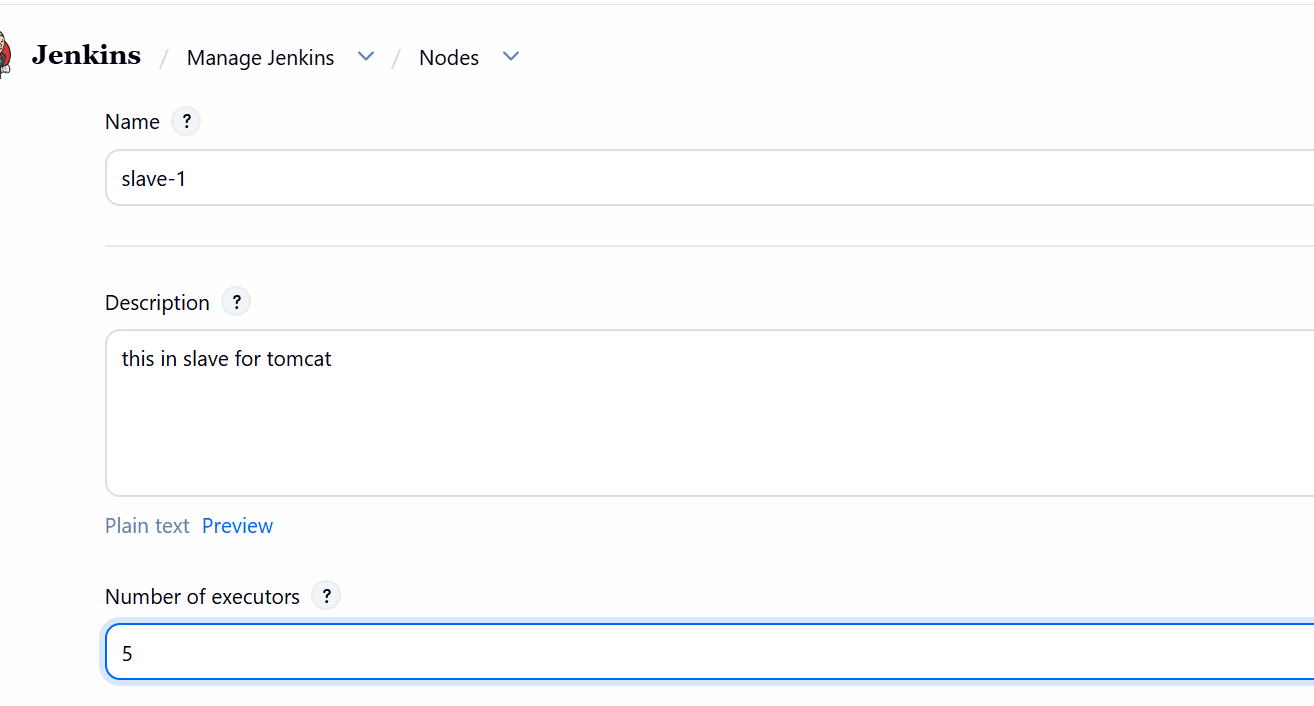 Jenkins / Manage Jenkins / Nodes
Name ?
slave-1
Description ?
this in slave for tomcat
Plain text Preview
Number of executors ?
5